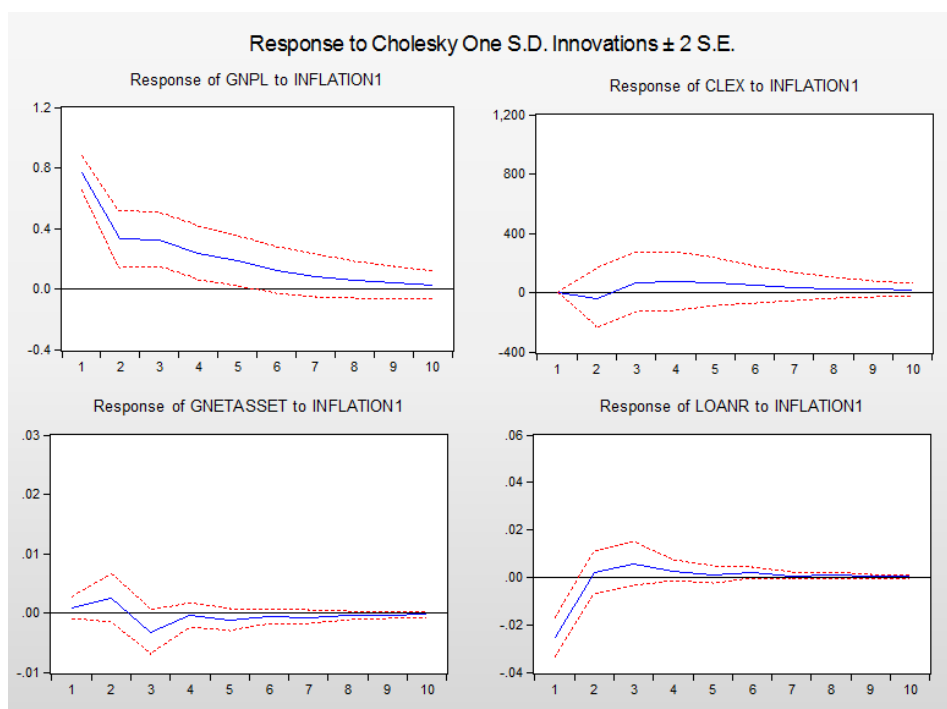 Response to Cholesky One S.D. Innovations ± 2 S.E.
Response of GNPL to INFLATION1
1.2
0.8
0.4
0.0
-0.4
1 2 3 4 5 6 7 8 9 10
Response of CLEX to INFLATION1
1,200
800
400
0
-400
1 2 3 4 5 6 7 8 9 10
Response of GNETASSET to INFLATION1
.03
.02
.01
.00
-.01
1 2 3 4 5 6 7 8 9 10
Response of LOANR to INFLATION1
.06
.04
.02
.00
-.02
-.04
1 2 3 4 5 6 7 8 9 10